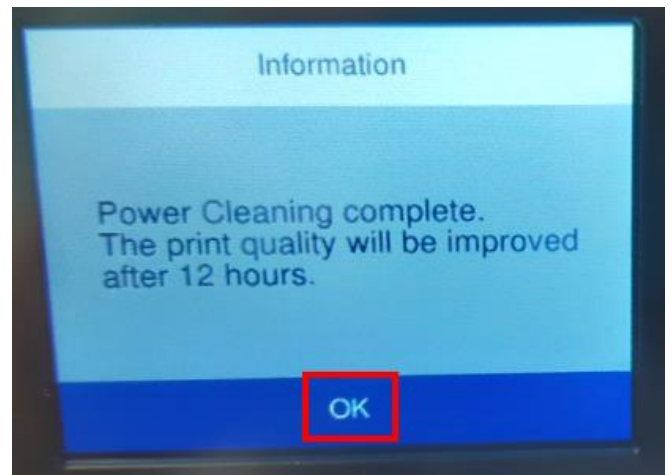 Information
Power Cleaning complete.
The print quality will be improved
after 12 hours.
OK